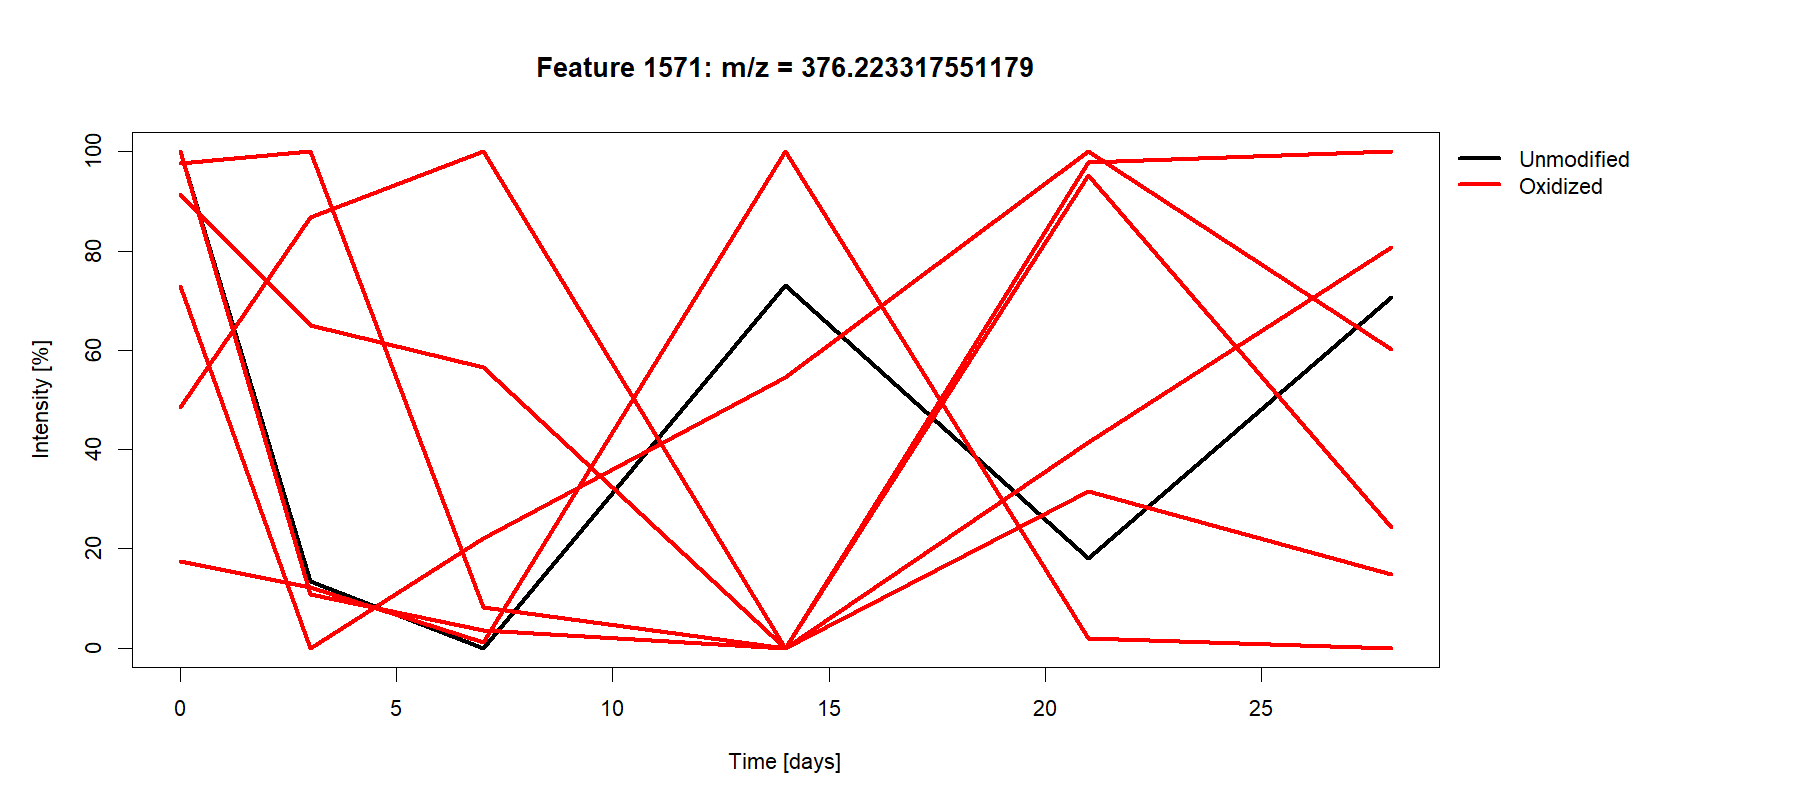 Feature 1571: m/z = 376.223317551179
Unmodified
Oxidized
Intensity [%]
100
80
60
40
20
0
0 5 10 15 20 25
Time [days]